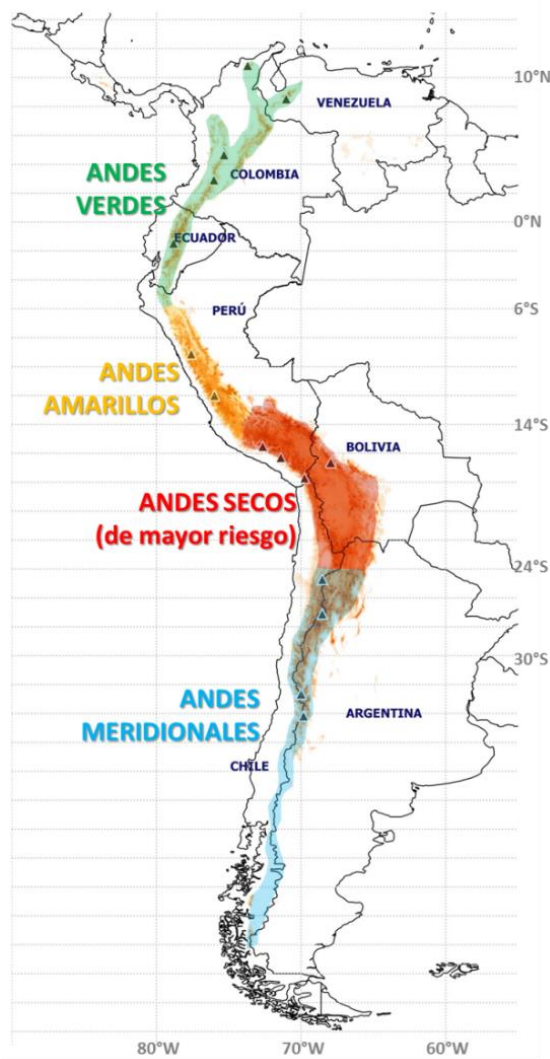 10°N
VENEZUELA
ANDES
VERDES
COLOMBIA
0°N
ECUADOR
6°S
PERÚ
ANDES
AMARILLOS
14°S
BOLIVIA
ANDES SECOS
(de mayor riesgo)
24°S
30°S
ANDES
MERIDIONALES
ARGENTINA
CHILE
80°W
70°W
60°W